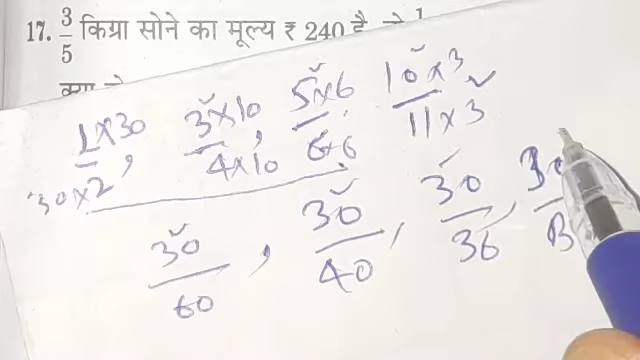 17. 3/5 किग्रा सोने का मूल्य ₹ 240 है
क्या
1×30/30×2, 3×10/4×10, 5×6/6×6, 10×3/11×3
30/60, 30/40, 30/36, 30